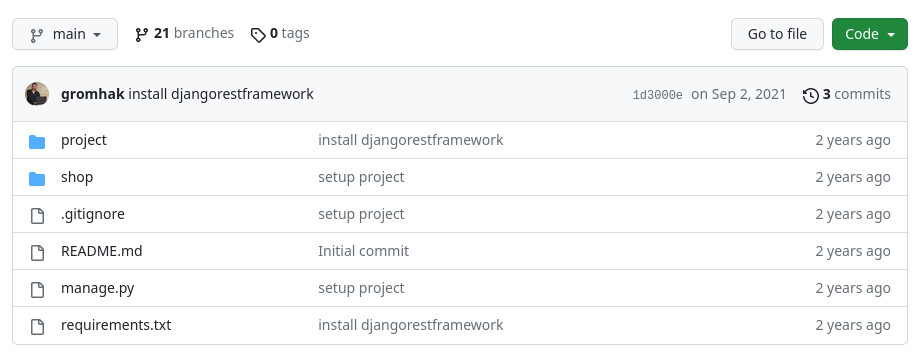 main 21 branches 0 tags Go to file Code
gromhak install djangorestframework 1d3000e on Sep 2, 2021 3 commits
project install djangorestframework 2 years ago
shop setup project 2 years ago
.gitignore setup project 2 years ago
README.md Initial commit 2 years ago
manage.py setup project 2 years ago
requirements.txt install djangorestframework 2 years ago